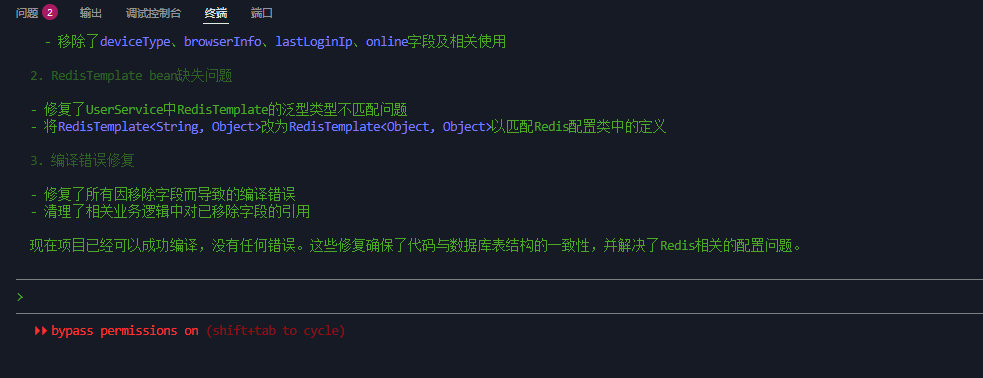 问题 2 输出 调试控制台 终端 端口
- 移除了deviceType、browserInfo、lastLoginIp、online字段及相关使用
2. RedisTemplate bean缺失问题
- 修复了UserService中RedisTemplate的泛型类型不匹配问题
- 将RedisTemplate<String, Object>改为RedisTemplate<Object, Object>以匹配Redis配置类中的定义
3. 编译错误修复
- 修复了所有因移除字段而导致的编译错误
- 清理了相关业务逻辑中对已移除字段的引用
现在项目已经可以成功编译，没有任何错误。这些修复确保了代码与数据库表结构的一致性，并解决了Redis相关的配置问题。
>
⏵⏵bypass permissions on (shift+tab to cycle)